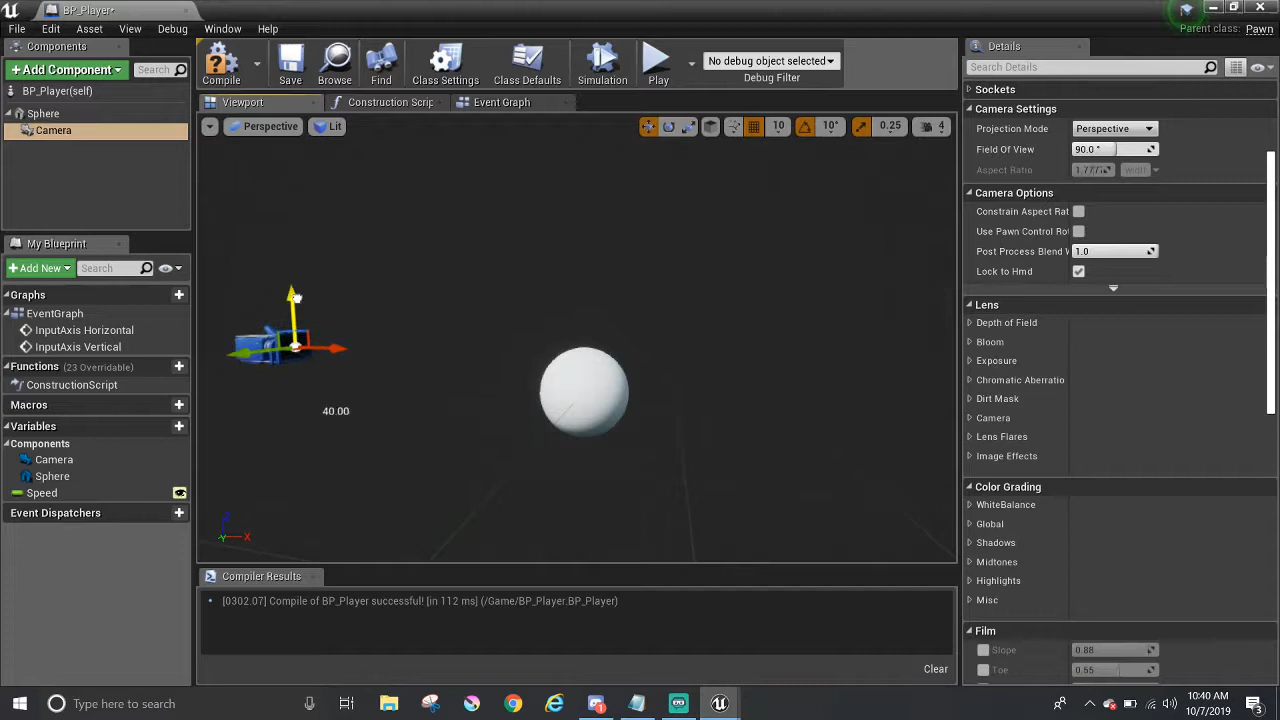 BP_Player*
File Edit Asset View Debug Window Help
Parent class: Pawn
Components
+Add Component
Search
BP_Player(self)
Sphere
Camera
Compile
Save
Browse
Find
Class Settings
Class Defaults
Simulation
Play
No debug object selected
Debug Filter
Viewport
Construction Scrip
Event Graph
Perspective
Lit
10
10°
0.25
4
40.00
Z
X
Y
My Blueprint
+Add New
Search
Graphs
EventGraph
InputAxis Horizontal
InputAxis Vertical
Functions (23 Overridable)
ConstructionScript
Macros
Variables
Components
Camera
Sphere
Speed
Event Dispatchers
Compiler Results
[0302.07] Compile of BP_Player successful! [in 112 ms] (/Game/BP_Player.BP_Player)
Clear
Details
Search Details
Sockets
Camera Settings
Projection Mode Perspective
Field Of View 90.0 °
Aspect Ratio 1.777
Camera Options
Constrain Aspect Rat
Use Pawn Control Rot
Post Process Blend W 1.0
Lock to Hmd
Lens
Depth of Field
Bloom
Exposure
Chromatic Aberratio
Dirt Mask
Camera
Lens Flares
Image Effects
Color Grading
WhiteBalance
Global
Shadows
Midtones
Highlights
Misc
Film
Slope 0.88
Toe 0.55
Type here to search
10:40 AM
10/7/2019
3